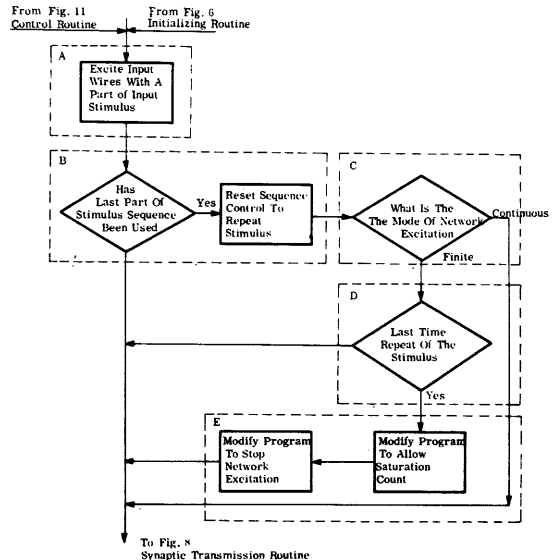 From Fig. 11
Control Routine
From Fig. 6
Initializing Routine
A
Excite Input
Wires With A
Part of Input
Stimulus
B
Has
Last Part Of
Stimulus Sequence
Been Used
Yes
Reset Sequence
Control To
Repeat
Stimulus
C
What Is The
The Mode Of Network
Excitation
Continuous
Finite
D
Last Time
Repeat Of The
Stimulus
Yes
E
Modify Program
To Stop
Network
Excitation
Modify Program
To Allow
Saturation
Count
To Fig. 8
Synaptic Transmission Routine